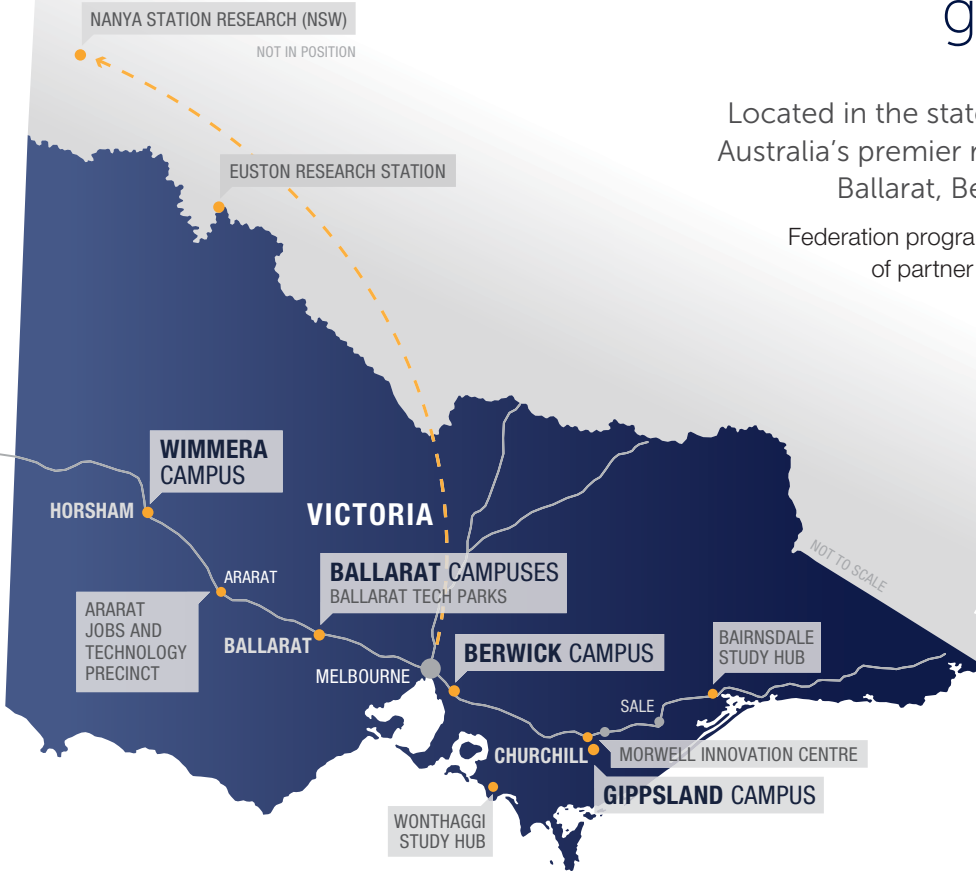 g
NANYA STATION RESEARCH (NSW)
NOT IN POSITION
Located in the stat
Australia's premier
Ballarat, Be
EUSTON RESEARCH STATION
Federation progra
of partner
WIMMERA
CAMPUS
HORSHAM
VICTORIA
NOT TO SCALE
BALLARAT CAMPUSES
BALLARAT TECH PARKS
ARARAT
ARARAT
JOBS AND
TECHNOLOGY
PRECINCT
BALLARAT
MELBOURNE
BERWICK CAMPUS
BAIRNSDALE
STUDY HUB
SALE
CHURCHILL
MORWELL INNOVATION CENTRE
GIPPSLAND CAMPUS
WONTHAGGI
STUDY HUB